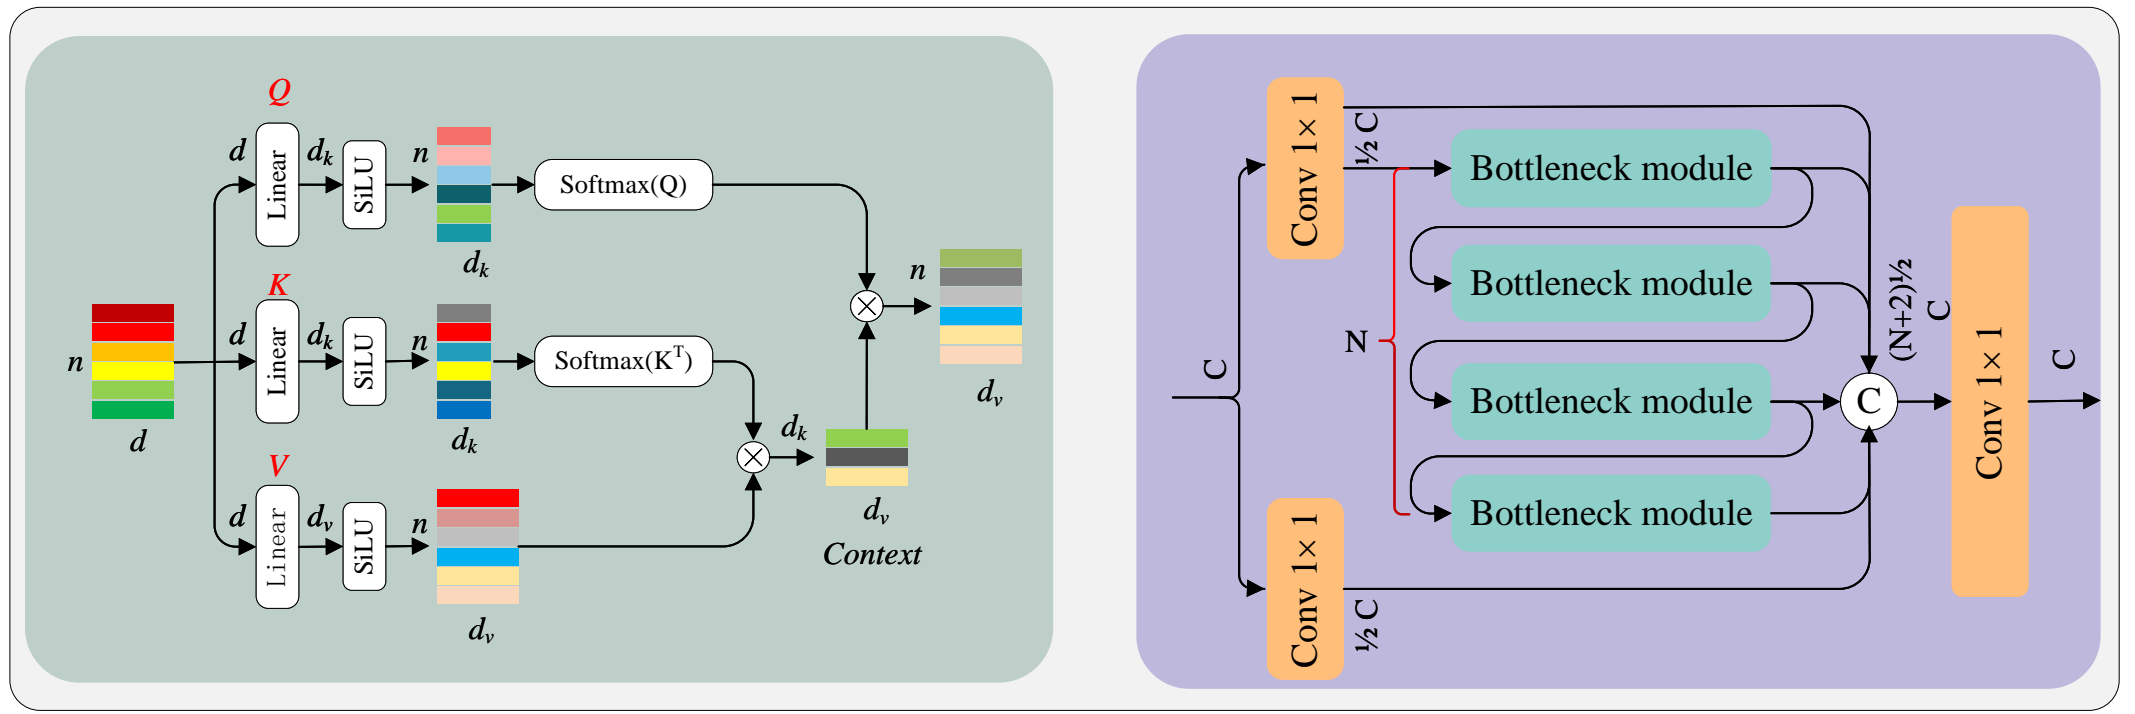 Q
d
Linear
d_k
SiLU
n
d_k
Softmax(Q)
K
n
d
d
Linear
d_k
SiLU
n
d_k
Softmax(K^T)
V
d
Linear
d_v
SiLU
n
d_v
d_k
d_v
Context
n
d_v
C
Conv 1×1
½ C
Bottleneck module
Bottleneck module
N
Bottleneck module
Bottleneck module
Conv 1×1
½ C
C
(N+2)½
C
Conv 1×1
C